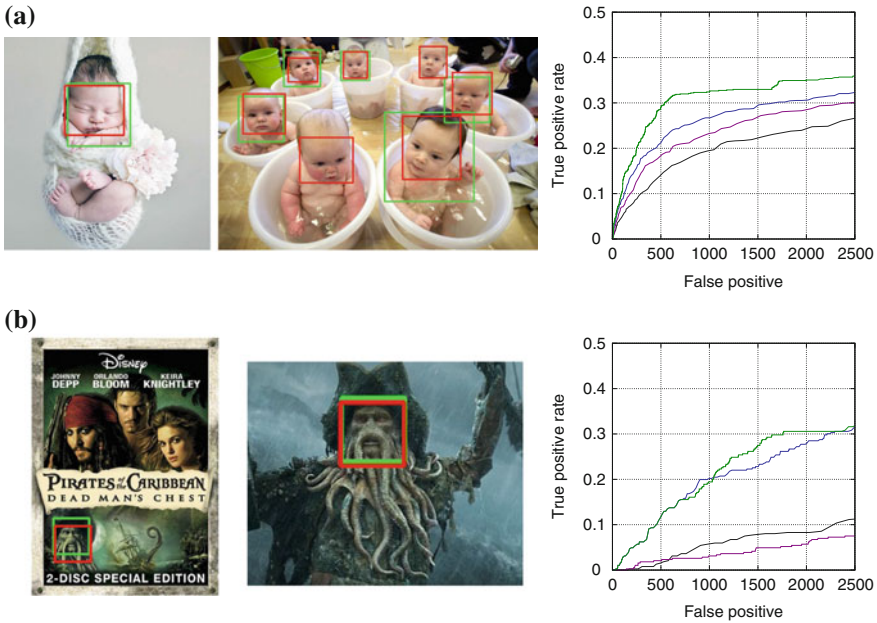 (a)
0.5
0.4
0.3
0.2
0.1
0
True positive rate
0 500 1000 1500 2000 2500
False positive
(b)
Disney
JOHNNY DEPP
ORLANDO BLOOM
KEIRA KNIGHTLEY
PIRATES of the CARIBBEAN
DEAD MAN'S CHEST
2-DISC SPECIAL EDITION
0.5
0.4
0.3
0.2
0.1
0
True positive rate
0 500 1000 1500 2000 2500
False positive